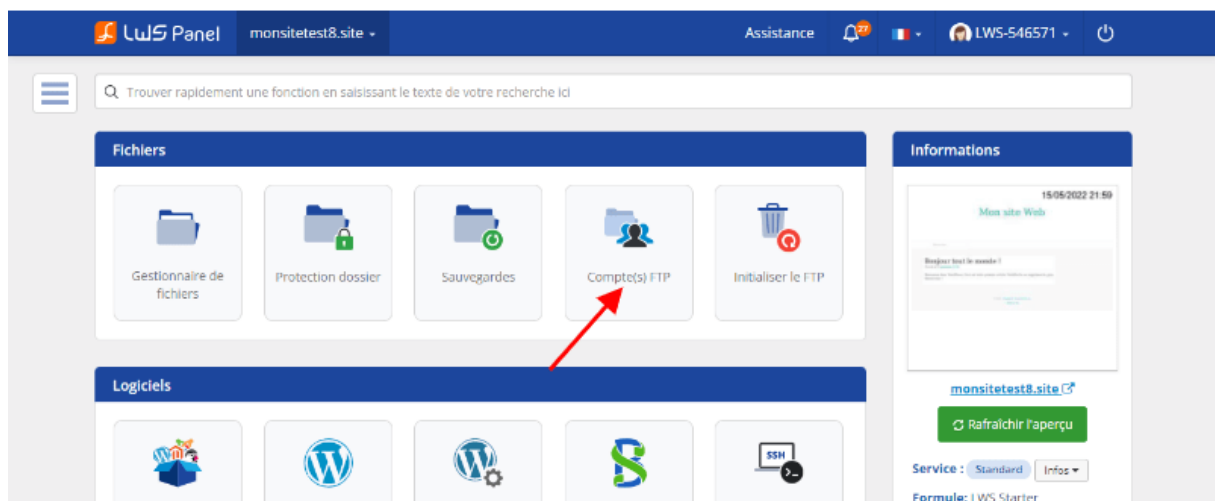 LWS Panel
monsitetest8.site
Assistance
27
LWS-546571
Trouver rapidement une fonction en saisissant le texte de votre recherche ici
Fichiers
Gestionnaire de
fichiers
Protection dossier
Sauvegardes
Compte(s) FTP
Initialiser le FTP
Logiciels
SSH
Informations
15/05/2022 21:59
Mon site Web
Bonjour tout le monde !
monsitetest8.site
Rafraîchir l'aperçu
Service : Standard Infos
Formule: LWS Starter